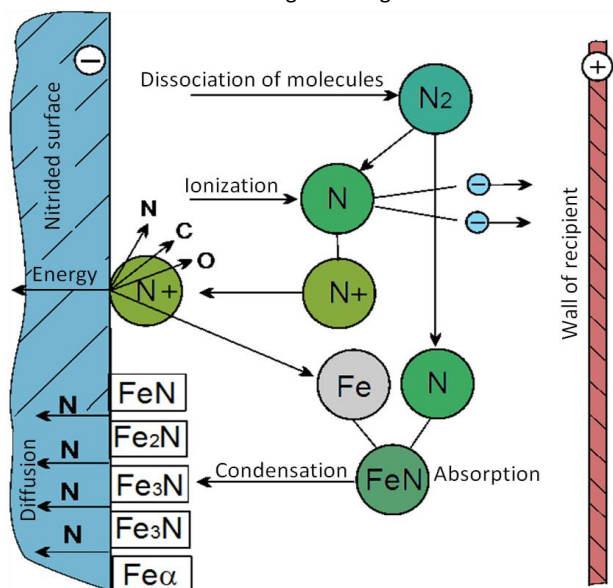 −
+
Dissociation of molecules
N2
Nitrided surface
Ionization
N
−
−
N
C
O
Energy
N+
N+
Wall of recipient
Fe
N
FeN
N
Fe2N
N
Condensation
FeN
Absorption
Fe3N
N
Diffusion
Fe3N
N
Feα